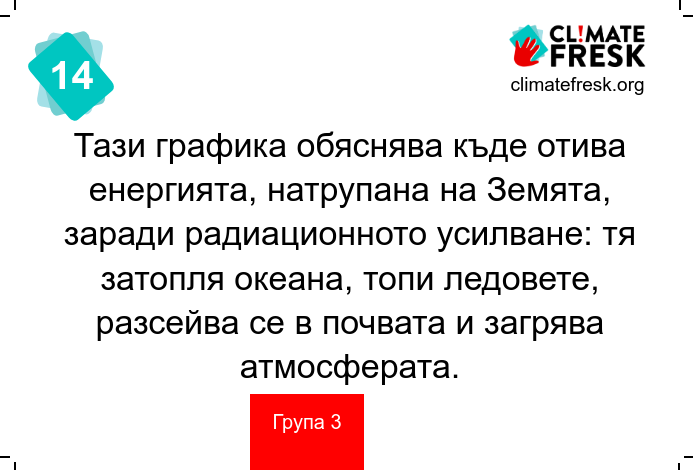 14
CL!MATE
FRESK
climatefresk.org
Тази графика обяснява къде отива
енергията, натрупана на Земята,
заради радиационното усилване: тя
затопля океана, топи ледовете,
разсейва се в почвата и загрява
атмосферата.
Група 3